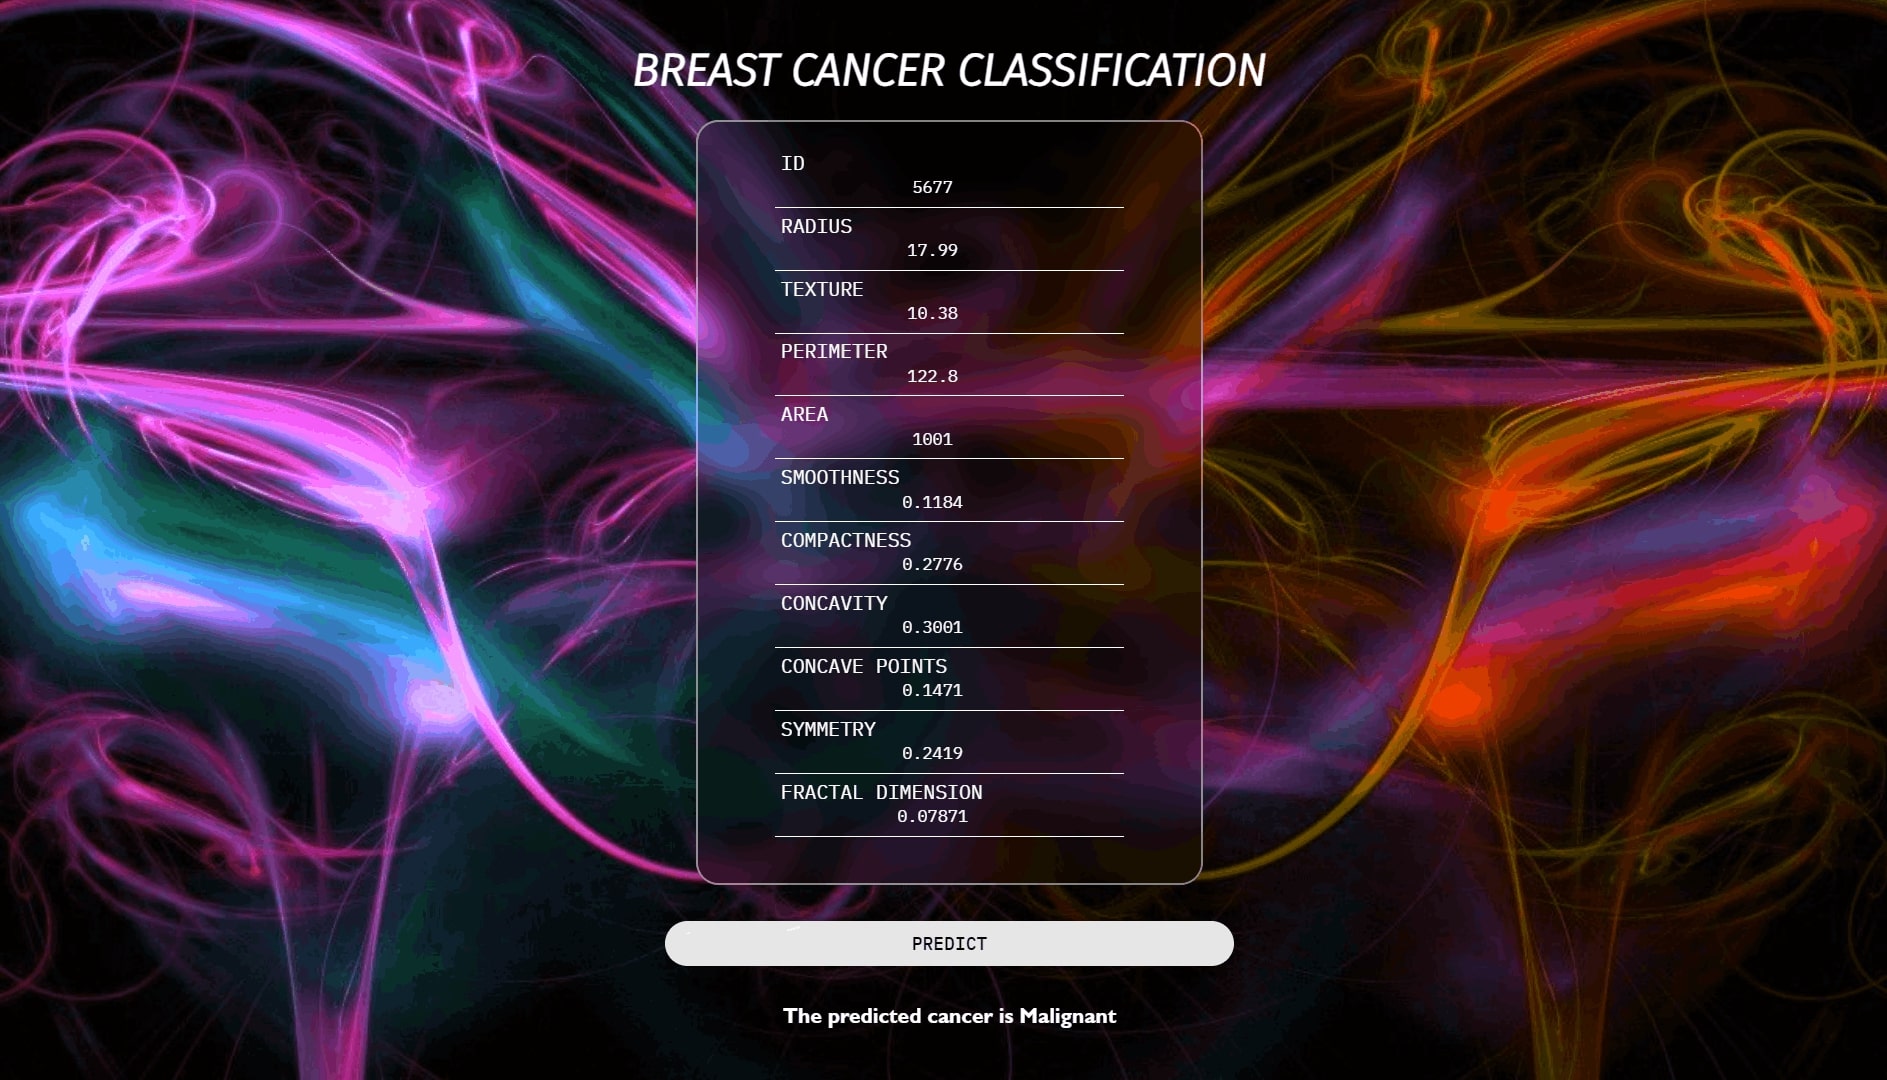 BREAST CANCER CLASSIFICATION
ID
5677
RADIUS
17.99
TEXTURE
10.38
PERIMETER
122.8
AREA
1001
SMOOTHNESS
0.1184
COMPACTNESS
0.2776
CONCAVITY
0.3001
CONCAVE POINTS
0.1471
SYMMETRY
0.2419
FRACTAL DIMENSION
0.07871
PREDICT
The predicted cancer is Malignant